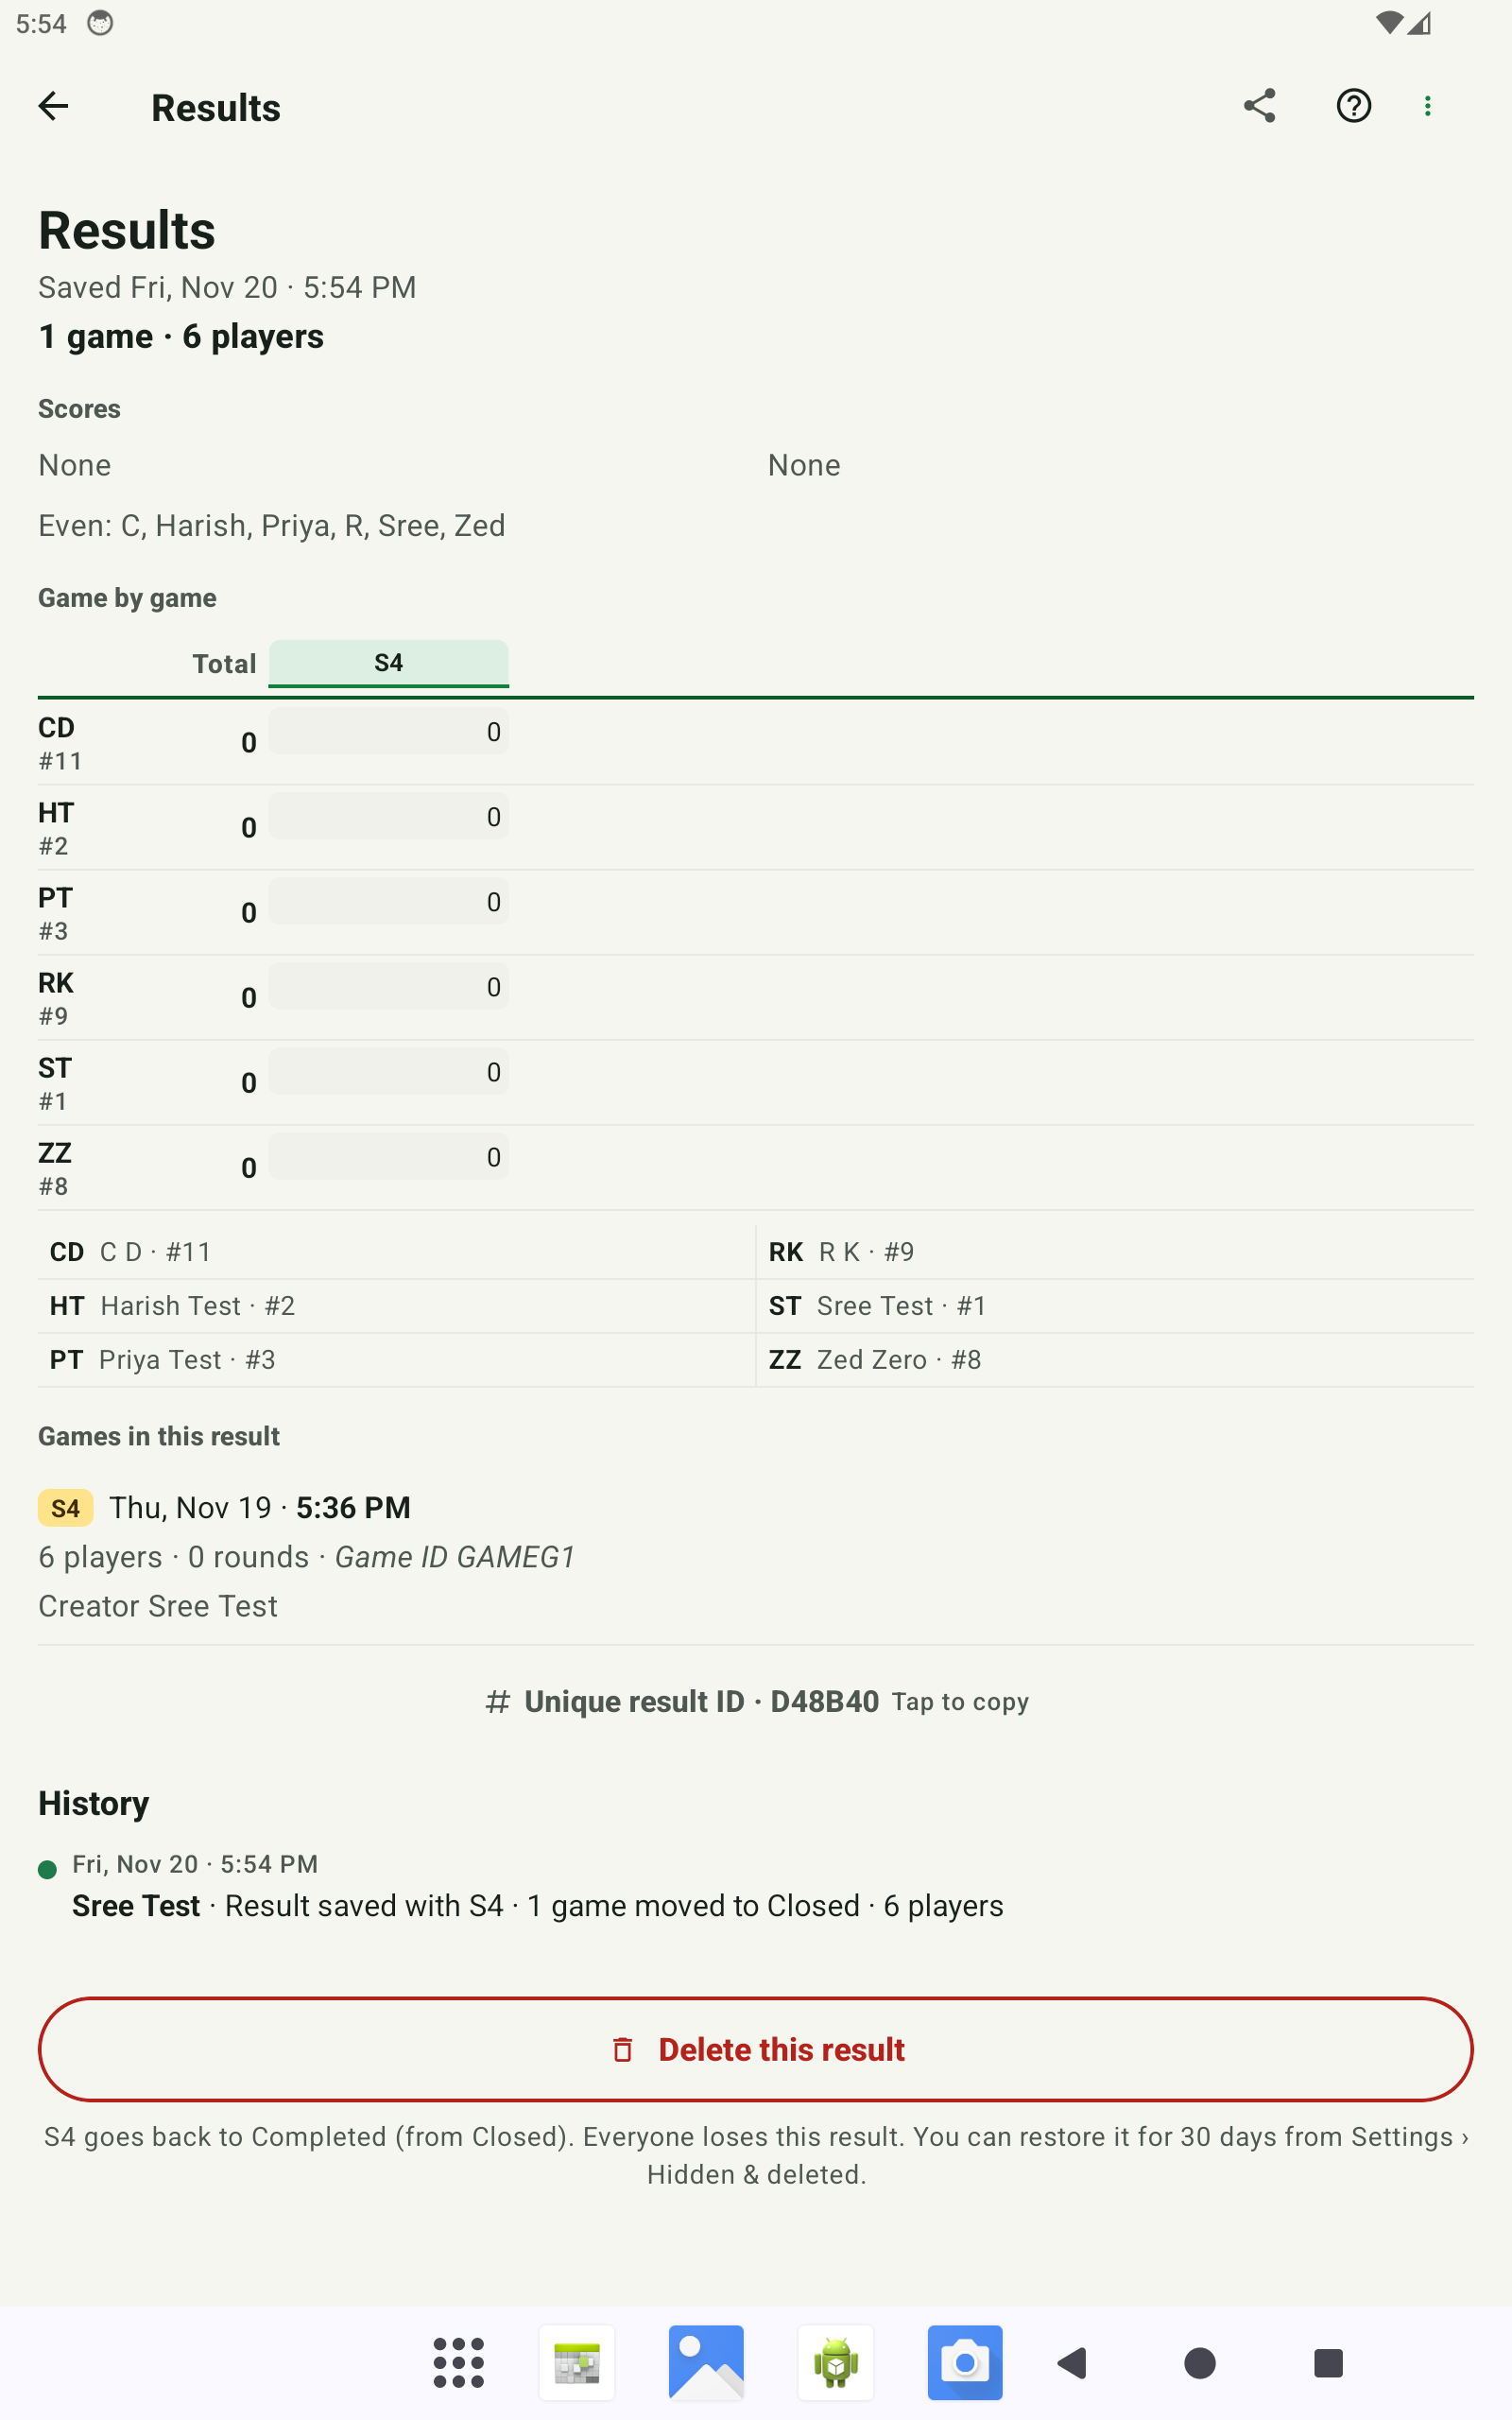 5:54
Results
Results
Saved Fri, Nov 20 · 5:54 PM
1 game · 6 players
Scores
None None
Even: C, Harish, Priya, R, Sree, Zed
Game by game
Total S4
CD 0 0
#11
HT 0 0
#2
PT 0 0
#3
RK 0 0
#9
ST 0 0
#1
ZZ 0 0
#8
CD C D · #11 RK R K · #9
HT Harish Test · #2 ST Sree Test · #1
PT Priya Test · #3 ZZ Zed Zero · #8
Games in this result
S4 Thu, Nov 19 · 5:36 PM
6 players · 0 rounds · Game ID GAMEG1
Creator Sree Test
# Unique result ID · D48B40 Tap to copy
History
Fri, Nov 20 · 5:54 PM
Sree Test · Result saved with S4 · 1 game moved to Closed · 6 players
Delete this result
S4 goes back to Completed (from Closed). Everyone loses this result. You can restore it for 30 days from Settings ›
Hidden & deleted.